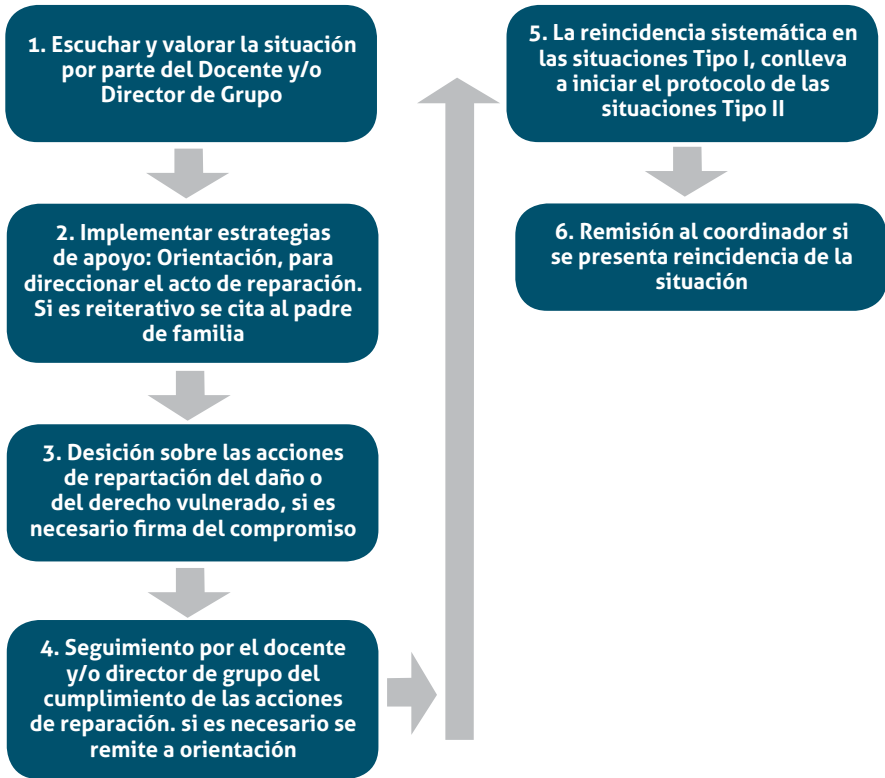 1. Escuchar y valorar la situación
por parte del Docente y/o
Director de Grupo
2. Implementar estrategias
de apoyo: Orientación, para
direccionar el acto de reparación.
Si es reiterativo se cita al padre
de familia
3. Desición sobre las acciones
de repartación del daño o
del derecho vulnerado, si es
necesario firma del compromiso
4. Seguimiento por el docente
y/o director de grupo del
cumplimiento de las acciones
de reparación. si es necesario se
remite a orientación
5. La reincidencia sistemática en
las situaciones Tipo I, conlleva
a iniciar el protocolo de las
situaciones Tipo II
6. Remisión al coordinador si
se presenta reincidencia de la
situación